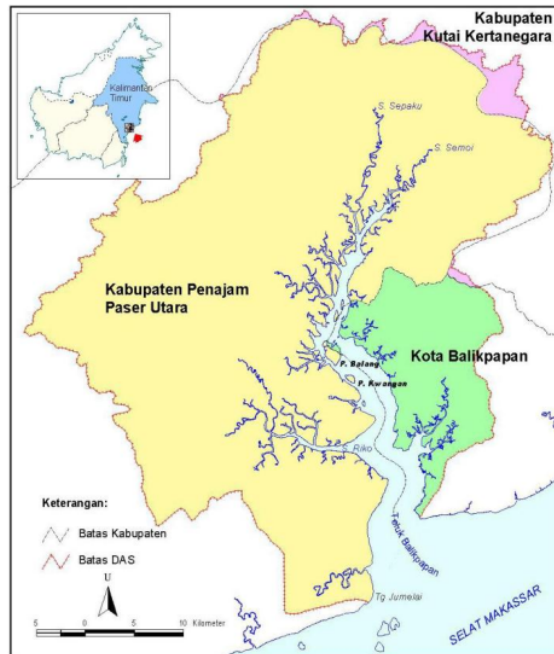 Kabupaten
Kutai Kertanegara
Kalimantan
Timur
S. Sepaku
S. Semoi
Kabupaten Penajam
Paser Utara
Kota Balikpapan
P. Balang
P. Kwangan
S. Riko
Teluk Balikpapan
Keterangan:
Batas Kabupaten
Batas DAS
U
Tg Jumelai
SELAT MAKASSAR
5 0 5 10 Kilometer